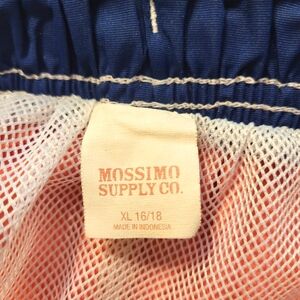 MOSSIMO
SUPPLY CO.
XL 16/18
MADE IN INDONESIA